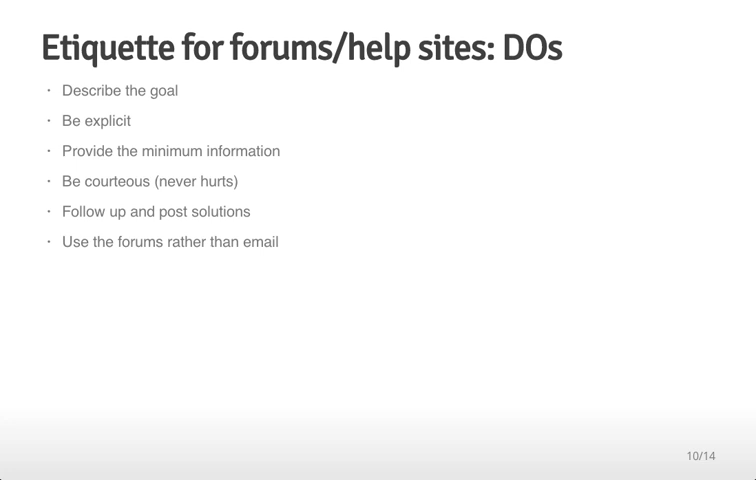 Etiquette for forums/help sites: DOs
· Describe the goal
· Be explicit
· Provide the minimum information
· Be courteous (never hurts)
· Follow up and post solutions
· Use the forums rather than email
10/14